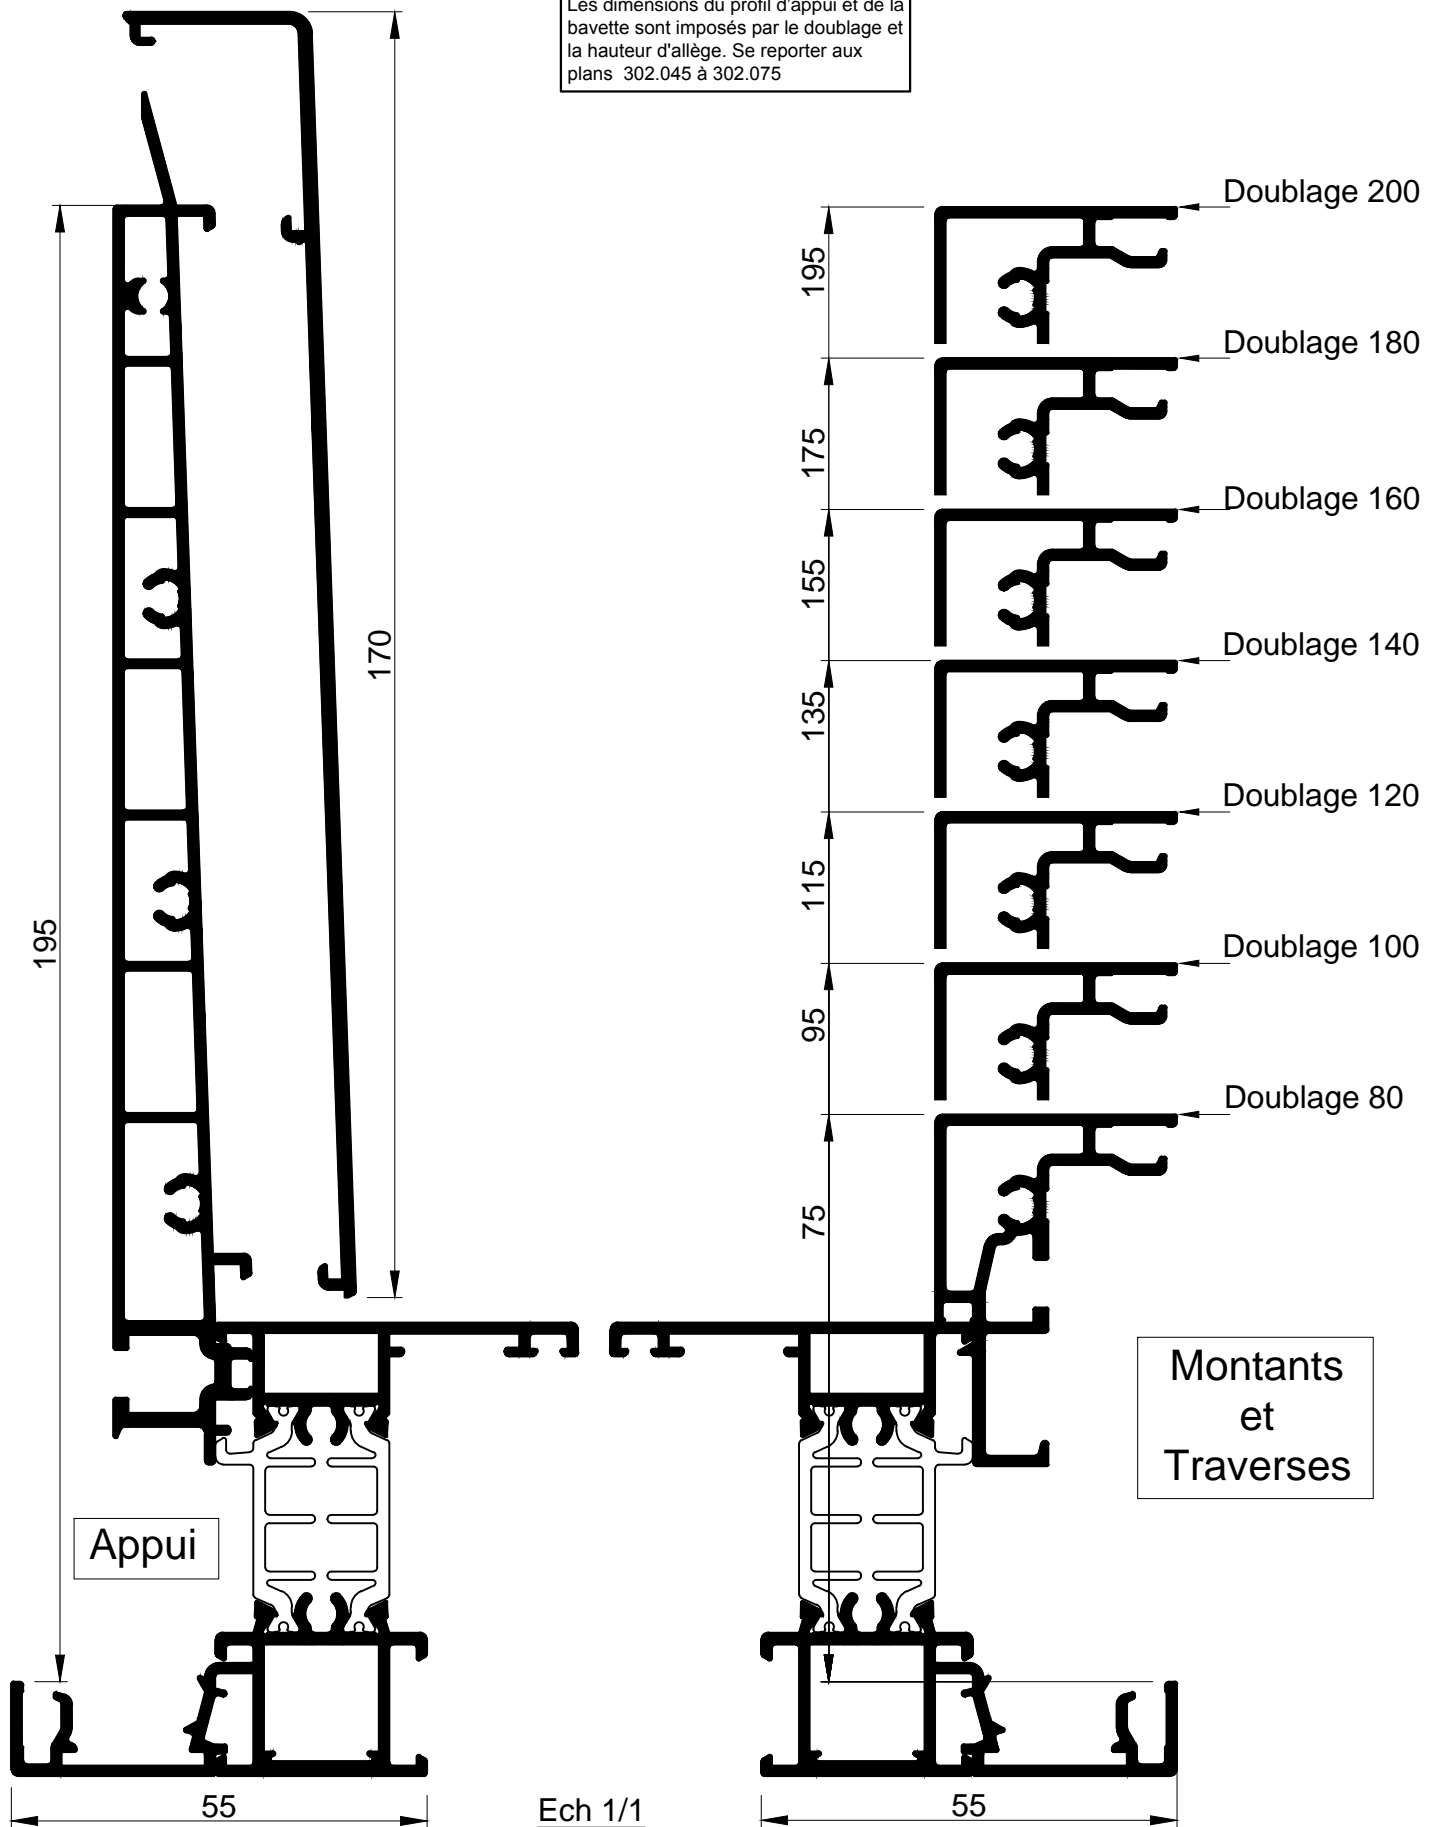 Les dimensions du profil d'appui et de la
bavette sont imposés par le doublage et
la hauteur d'allège. Se reporter aux
plans 302.045 à 302.075
Doublage 200
195
Doublage 180
175
Doublage 160
155
Doublage 140
170
135
Doublage 120
115
195
Doublage 100
95
Doublage 80
75
Montants
et
Traverses
Appui
55
Ech 1/1
55